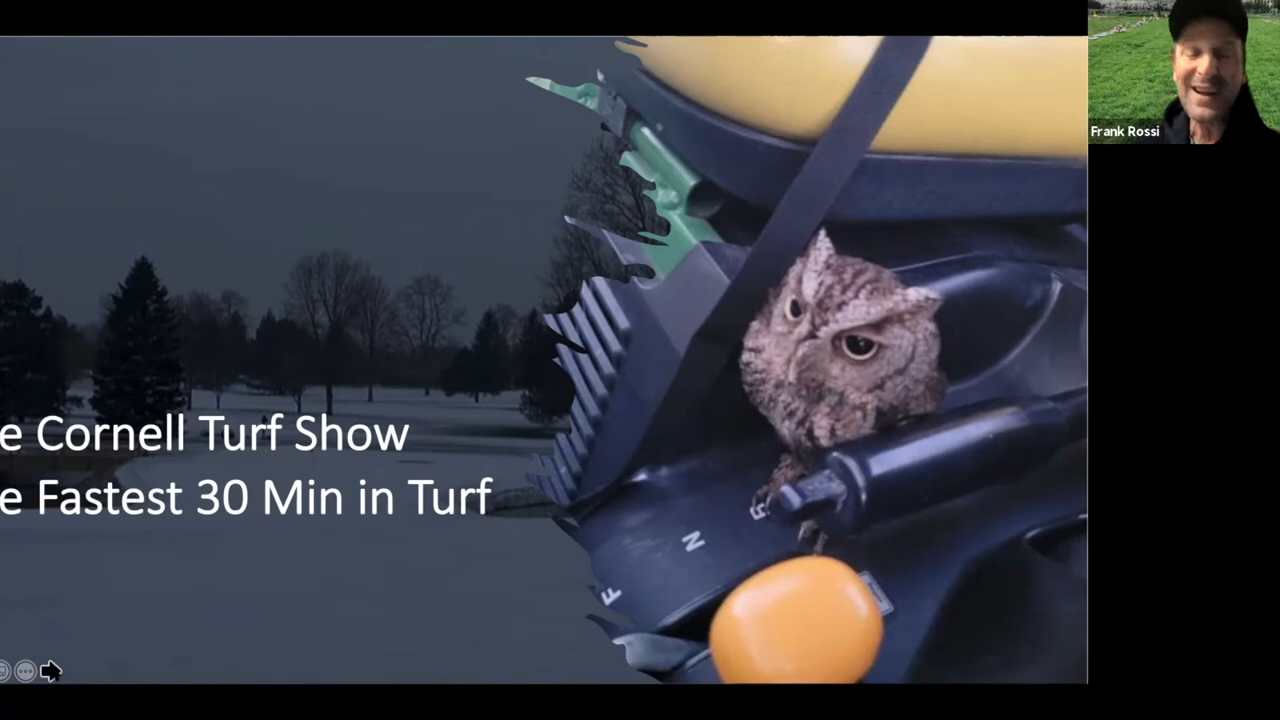 e Cornell Turf Show
e Fastest 30 Min in Turf
F
N
R
Frank Rossi